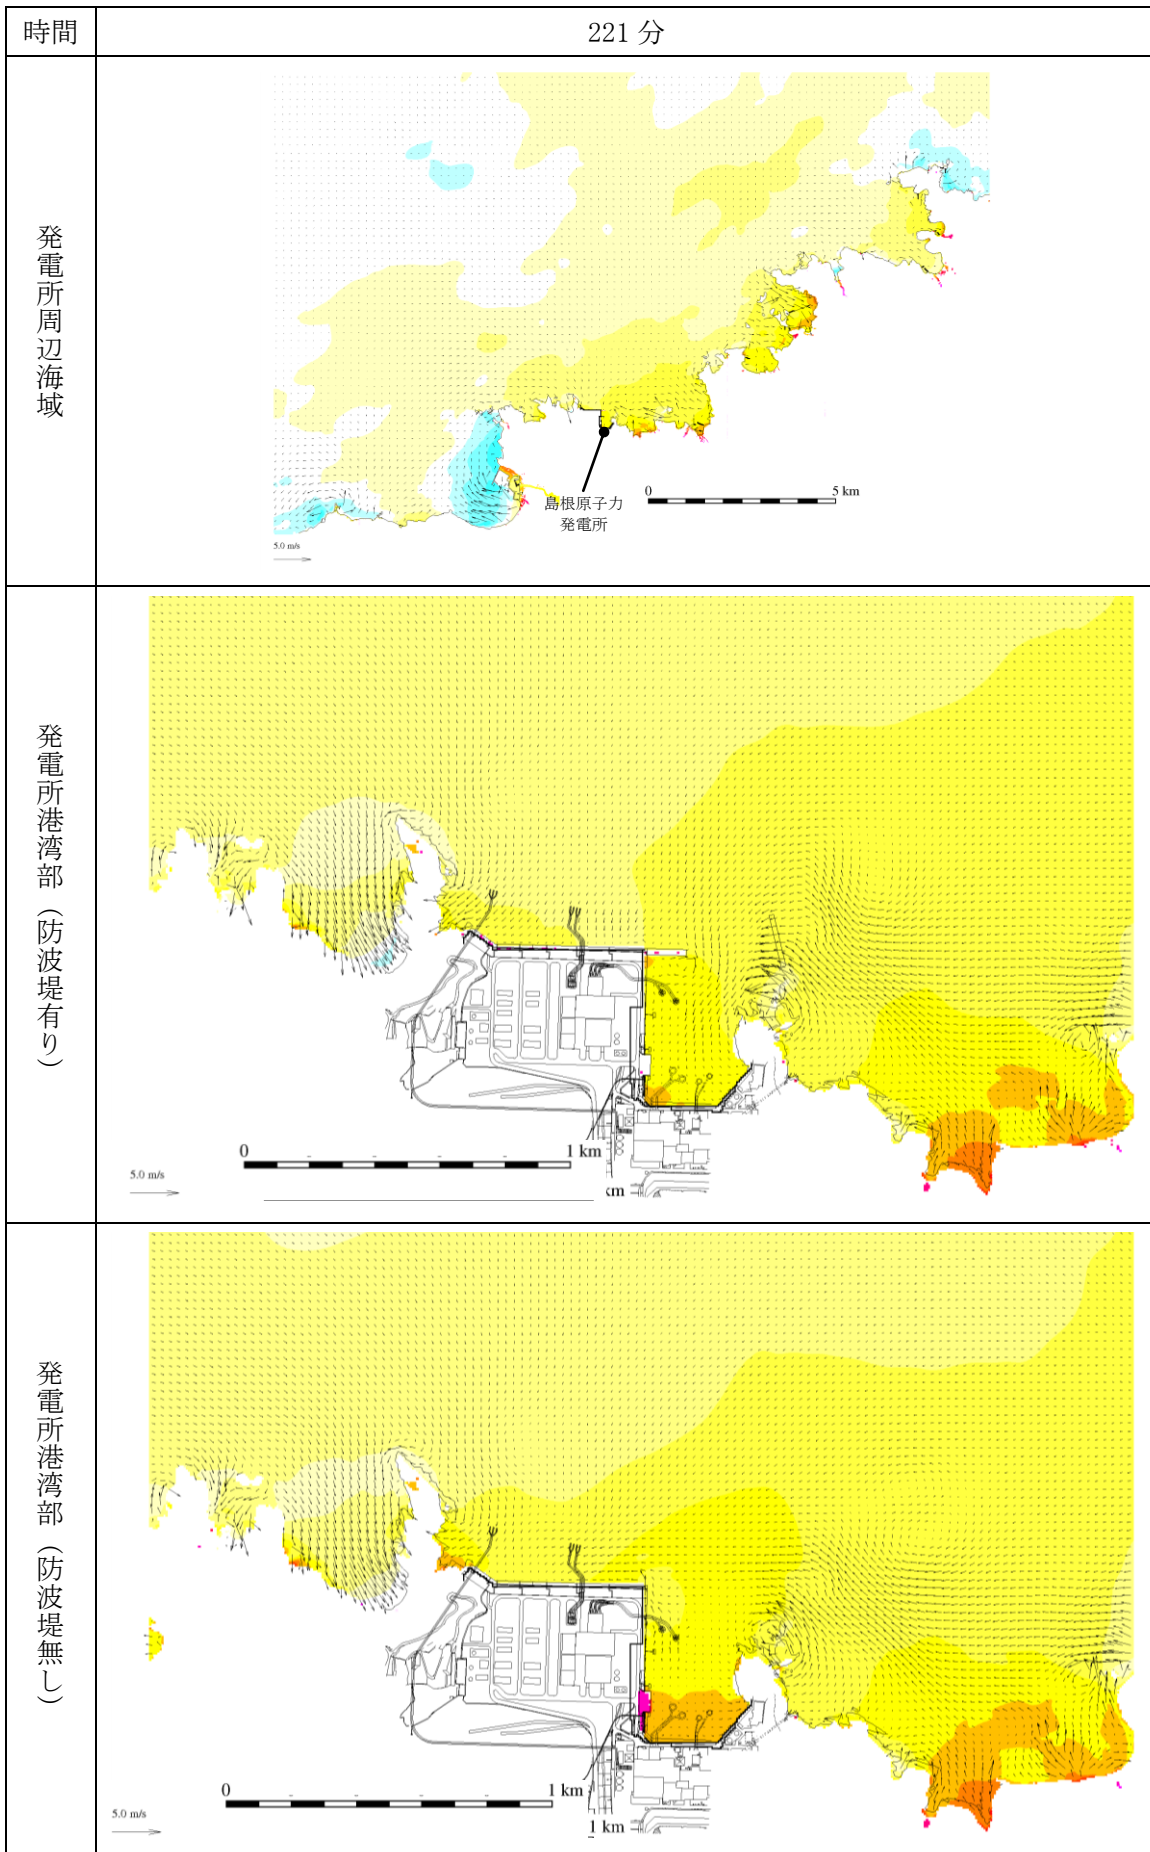 時間
221 分
発電所周辺海域
島根原子力
発電所
0
5 km
5.0 m/s
発電所港湾部（防波堤有り）
0
1 km
5.0 m/s
km
発電所港湾部（防波堤無し）
0
1 km
5.0 m/s
1 km